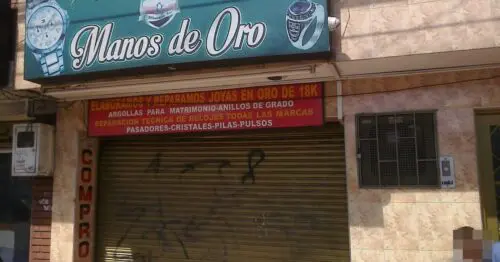 Manos de Oro
ELABORAMOS Y REPARAMOS JOYAS EN ORO DE 18K
ARGOLLAS PARA MATRIMONIO-ANILLOS DE GRADO
REPARACION TECNICA DE RELOJES TODAS LAS MARCAS
PASADORES-CRISTALES-PILAS-PULSOS
COMPRO